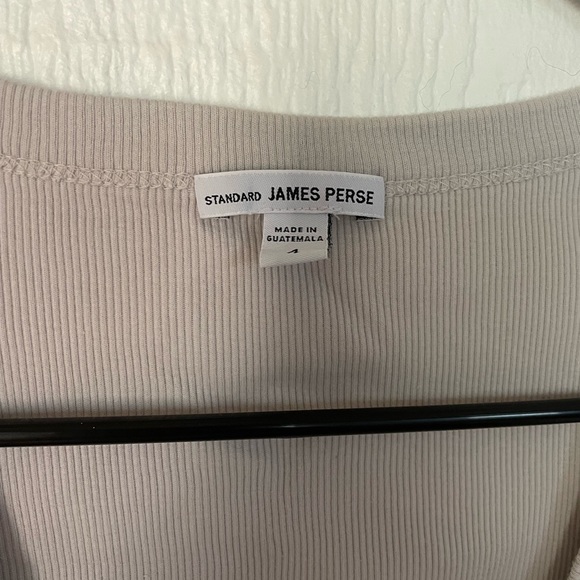 STANDARD JAMES PERSE
MADE IN
GUATEMALA
4